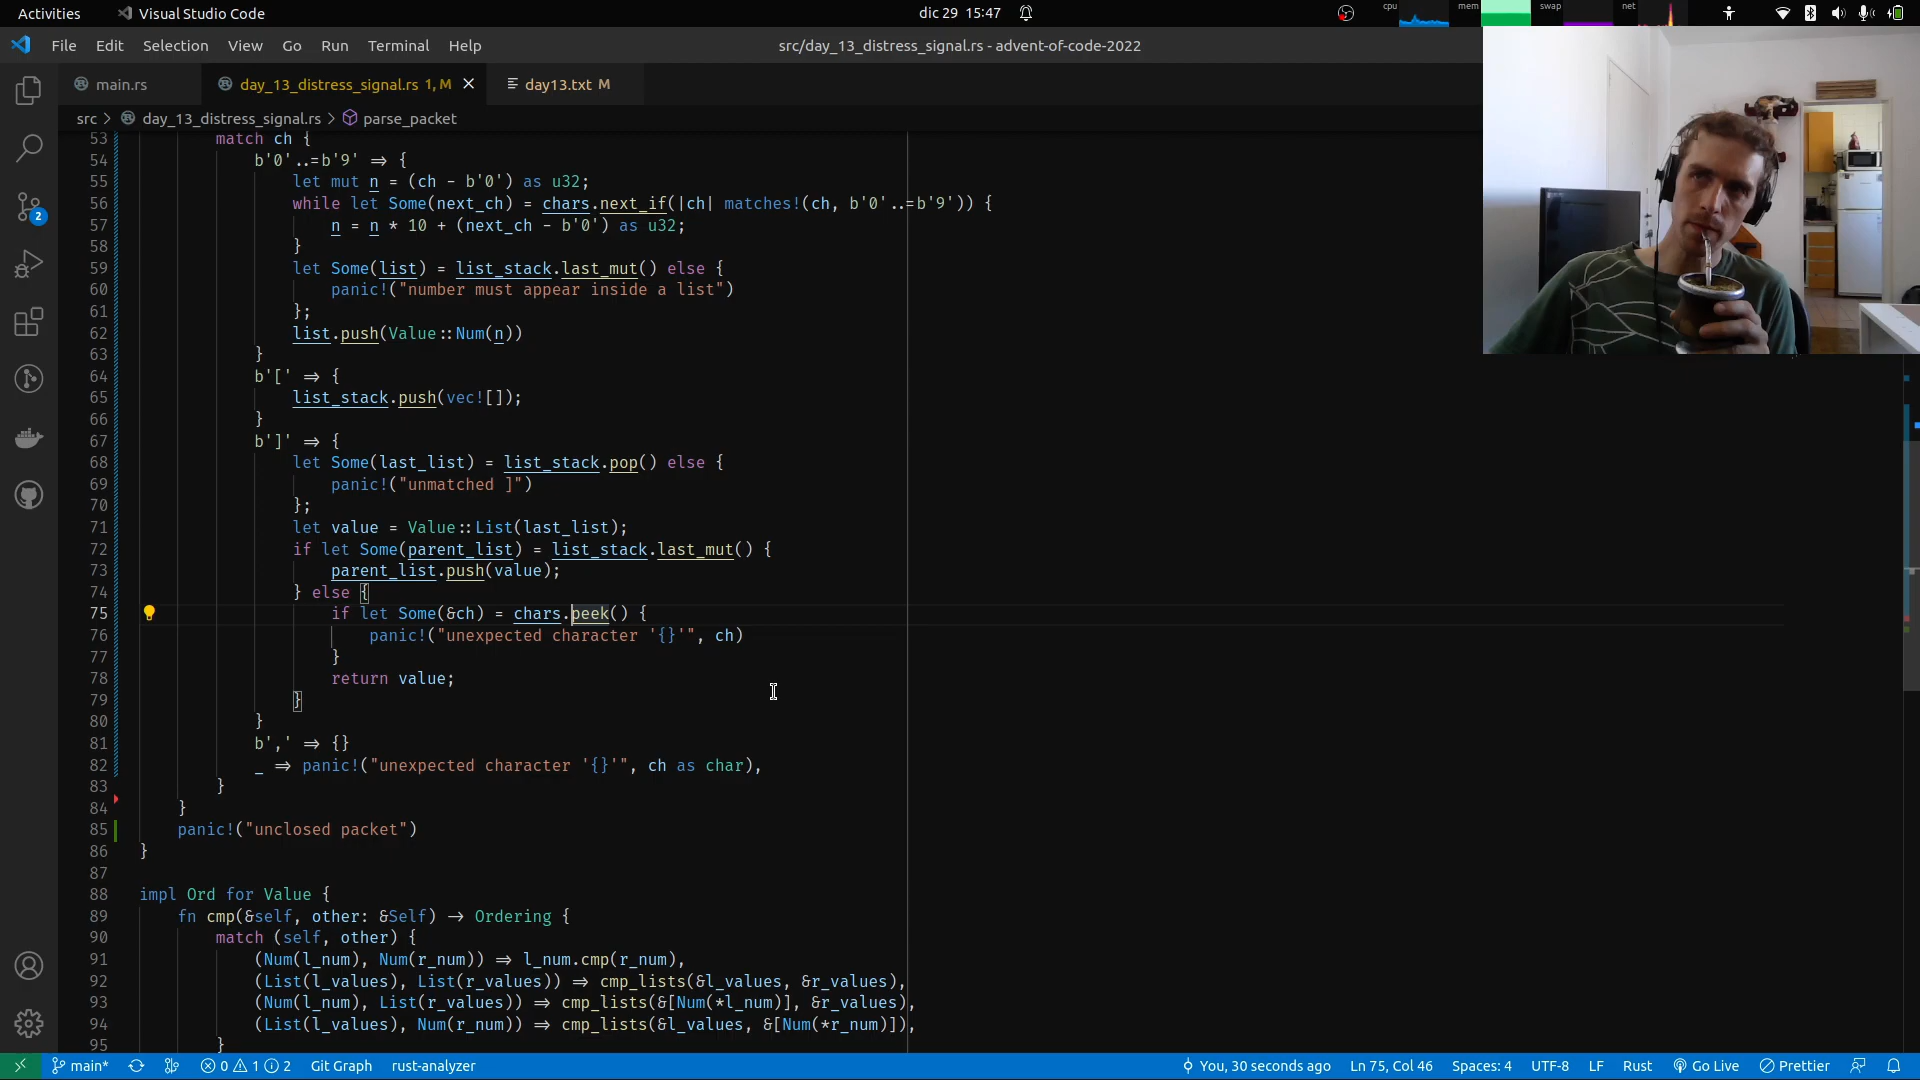 Activities
Visual Studio Code
dic 29 15:47
cpu
mem
swap
net
File Edit Selection View Go Run Terminal Help
src/day_13_distress_signal.rs - advent-of-code-2022
main.rs
day_13_distress_signal.rs 1, M
day13.txt M
src > day_13_distress_signal.rs > parse_packet
53 match ch {
54 b'0'..=b'9' => {
55 let mut n = (ch - b'0') as u32;
56 while let Some(next_ch) = chars.next_if(|ch| matches!(ch, b'0'..=b'9')) {
57 n = n * 10 + (next_ch - b'0') as u32;
58 }
59 let Some(list) = list_stack.last_mut() else {
60 panic!("number must appear inside a list")
61 };
62 list.push(Value::Num(n))
63 }
64 b'[' => {
65 list_stack.push(vec![]);
66 }
67 b']' => {
68 let Some(last_list) = list_stack.pop() else {
69 panic!("unmatched ]")
70 };
71 let value = Value::List(last_list);
72 if let Some(parent_list) = list_stack.last_mut() {
73 parent_list.push(value);
74 } else {
75 if let Some(&ch) = chars.peek() {
76 panic!("unexpected character '{}'", ch)
77 }
78 return value;
79 }
80 }
81 b',' => {}
82 _ => panic!("unexpected character '{}'", ch as char),
83 }
84 }
85 panic!("unclosed packet")
86 }
87
88 impl Ord for Value {
89 fn cmp(&self, other: &Self) -> Ordering {
90 match (self, other) {
91 (Num(l_num), Num(r_num)) => l_num.cmp(r_num),
92 (List(l_values), List(r_values)) => cmp_lists(&l_values, &r_values),
93 (Num(l_num), List(r_values)) => cmp_lists(&[Num(*l_num)], &r_values),
94 (List(l_values), Num(r_num)) => cmp_lists(&l_values, &[Num(*r_num)]),
95 }
2
main* 0 1 2 Git Graph rust-analyzer
You, 30 seconds ago Ln 75, Col 46 Spaces: 4 UTF-8 LF Rust Go Live Prettier